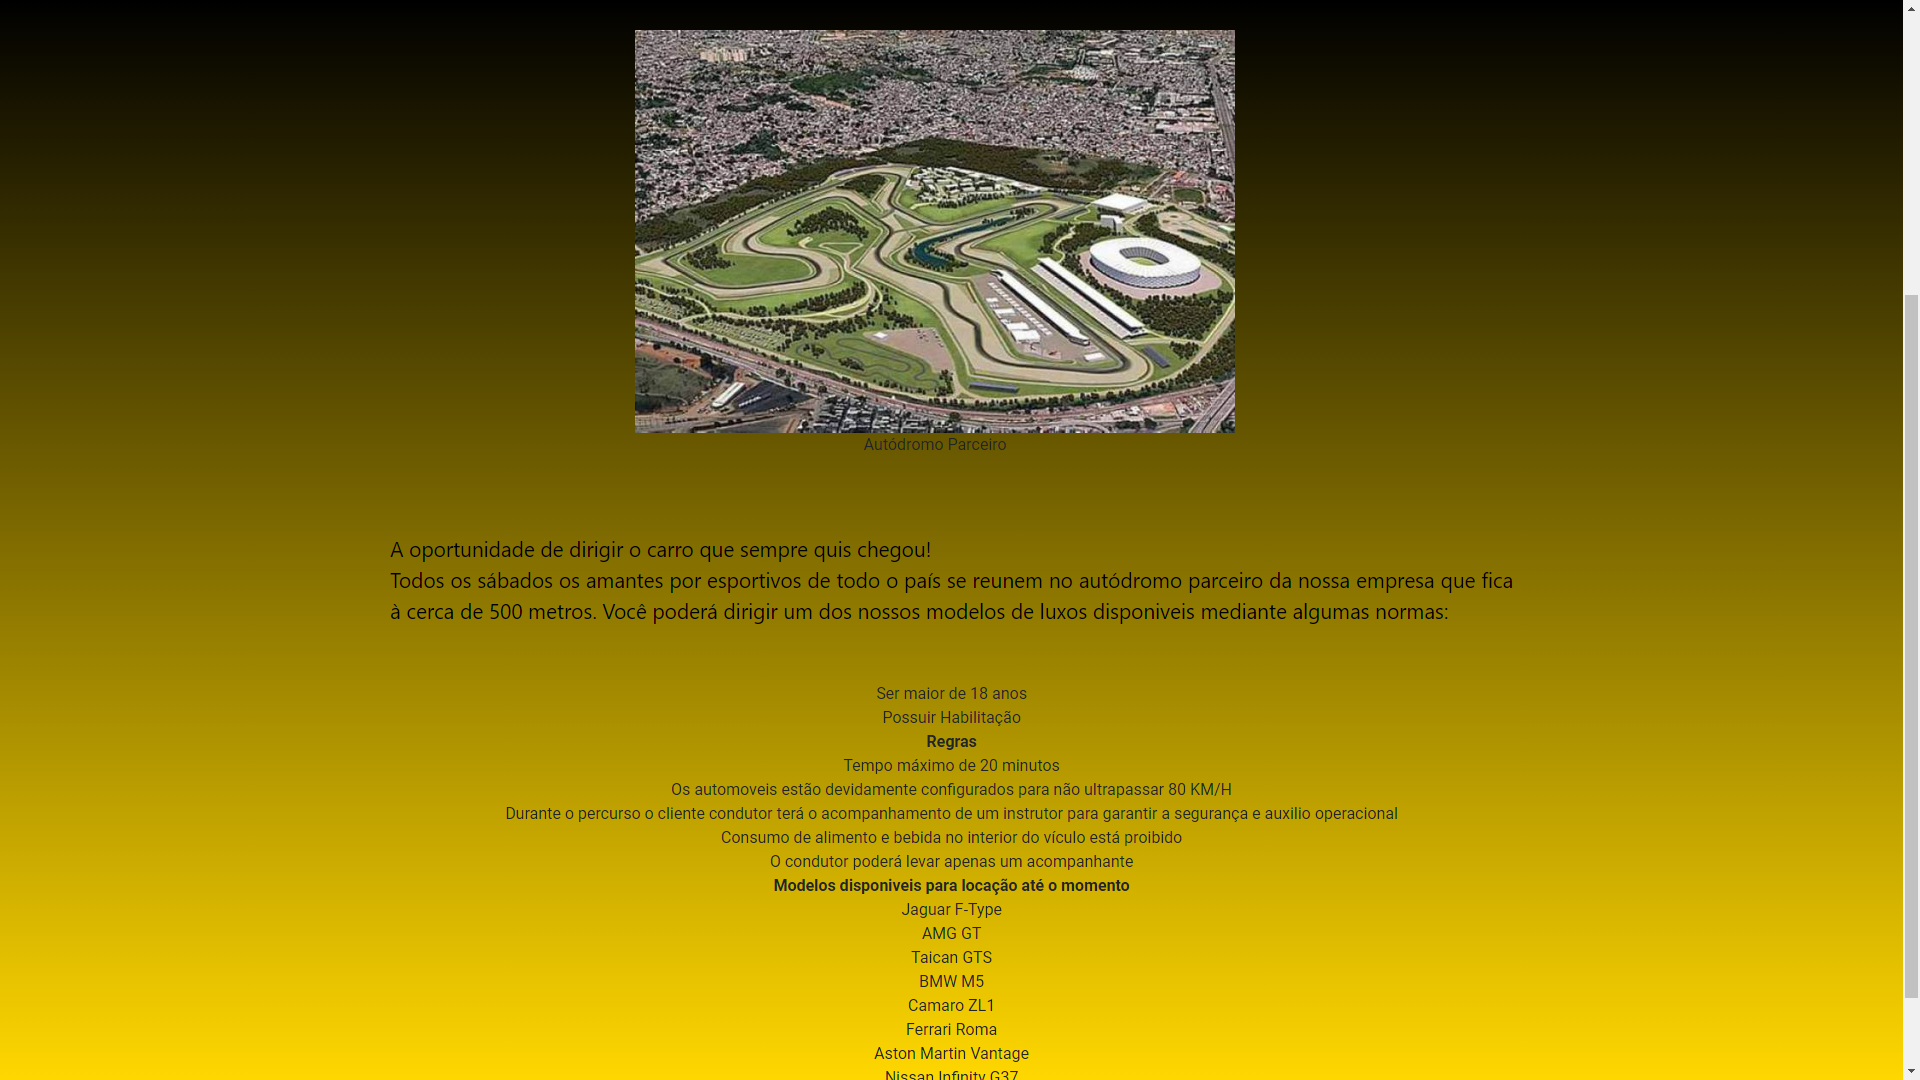 Autódromo Parceiro
A oportunidade de dirigir o carro que sempre quis chegou!
Todos os sábados os amantes por esportivos de todo o país se reunem no autódromo parceiro da nossa empresa que fica
à cerca de 500 metros. Você poderá dirigir um dos nossos modelos de luxos disponiveis mediante algumas normas:
Ser maior de 18 anos
Possuir Habilitação
Regras
Tempo máximo de 20 minutos
Os automoveis estão devidamente configurados para não ultrapassar 80 KM/H
Durante o percurso o cliente condutor terá o acompanhamento de um instrutor para garantir a segurança e auxilio operacional
Consumo de alimento e bebida no interior do vículo está proibido
O condutor poderá levar apenas um acompanhante
Modelos disponiveis para locação até o momento
Jaguar F-Type
AMG GT
Taican GTS
BMW M5
Camaro ZL1
Ferrari Roma
Aston Martin Vantage
Nissan Infinity G37